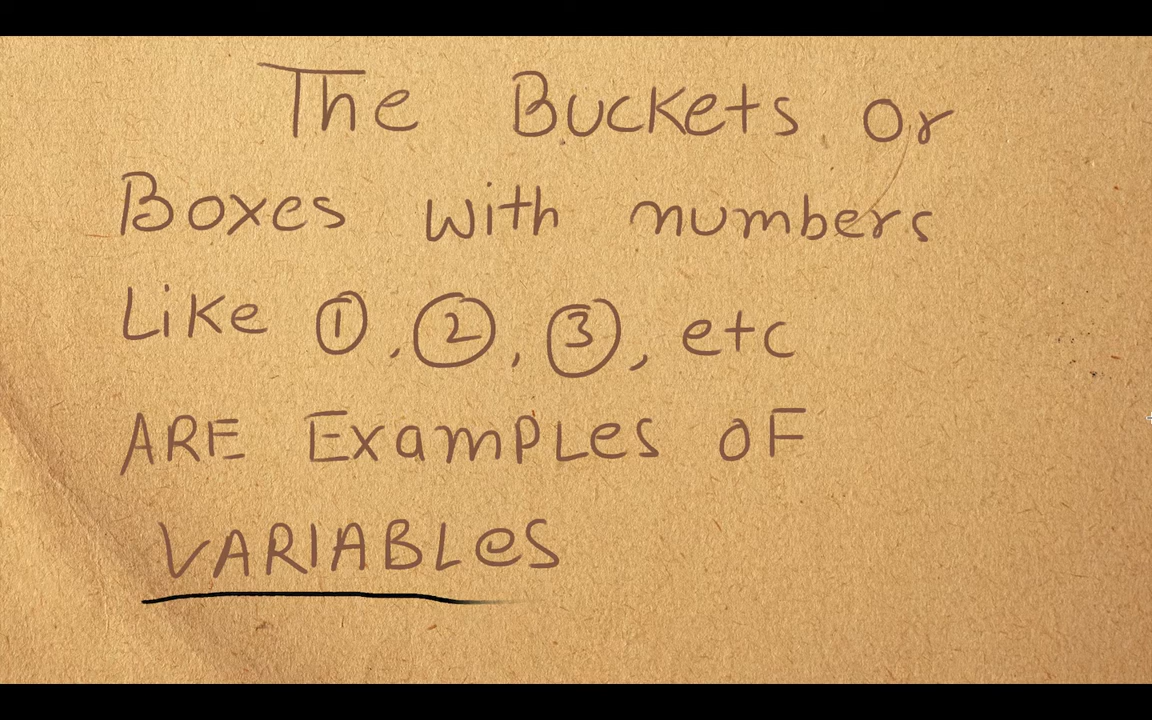 The Buckets or
Boxes with numbers
Like ①, ②, ③, etc
ARE Examples of
VARIABLes